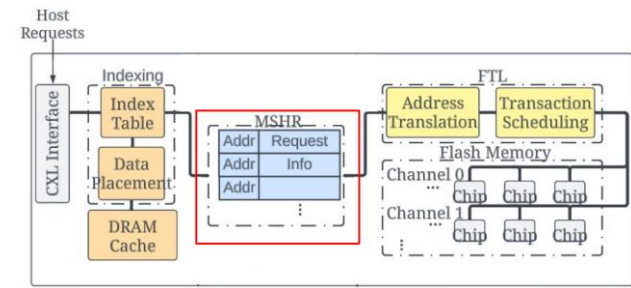 Host
Requests
CXL Interface
Indexing
Index
Table
Data
Placement
DRAM
Cache
MSHR
Addr Request
Addr Info
Addr
⋮
FTL
Address
Translation
Transaction
Scheduling
Flash Memory
Channel 0
...
Chip Chip Chip
Channel 1
...
Chip Chip Chip
⋮